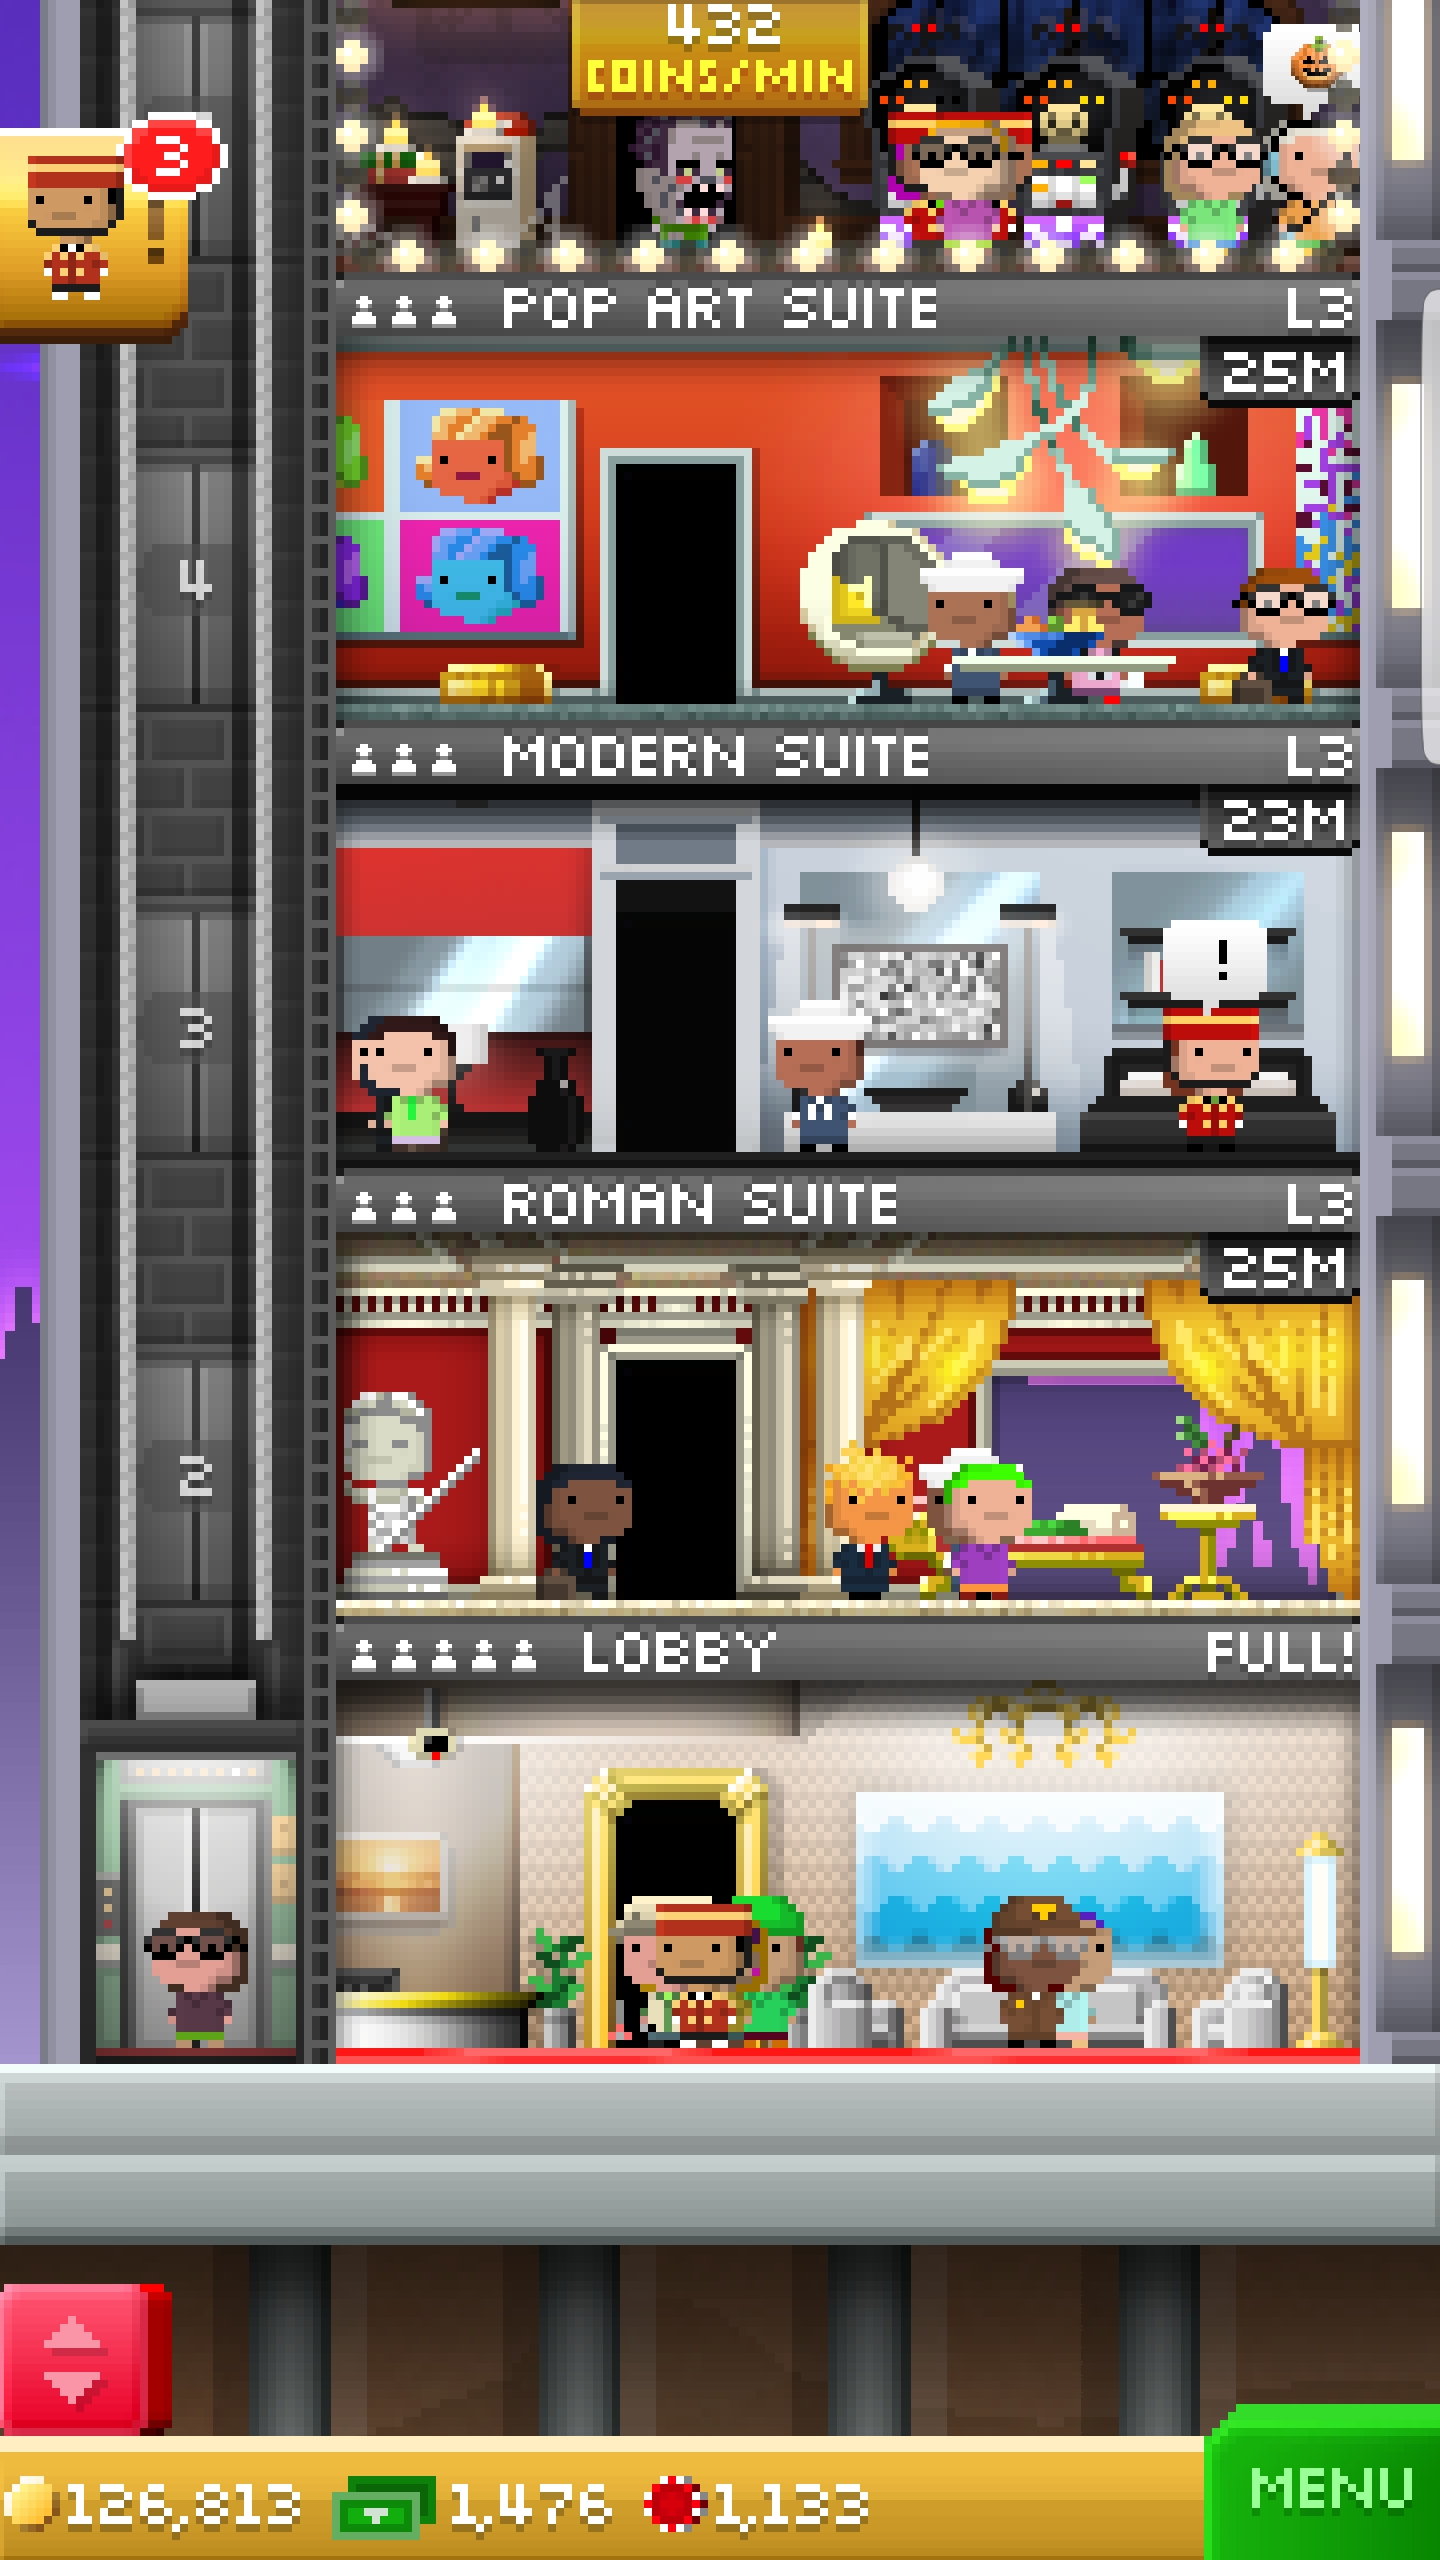 432
COINS/MIN
3
POP ART SUITE L3
25M
4
MODERN SUITE L3
23M
!
3
ROMAN SUITE L3
25M
2
LOBBY FULL!
126,813 1,476 1,133
MENU